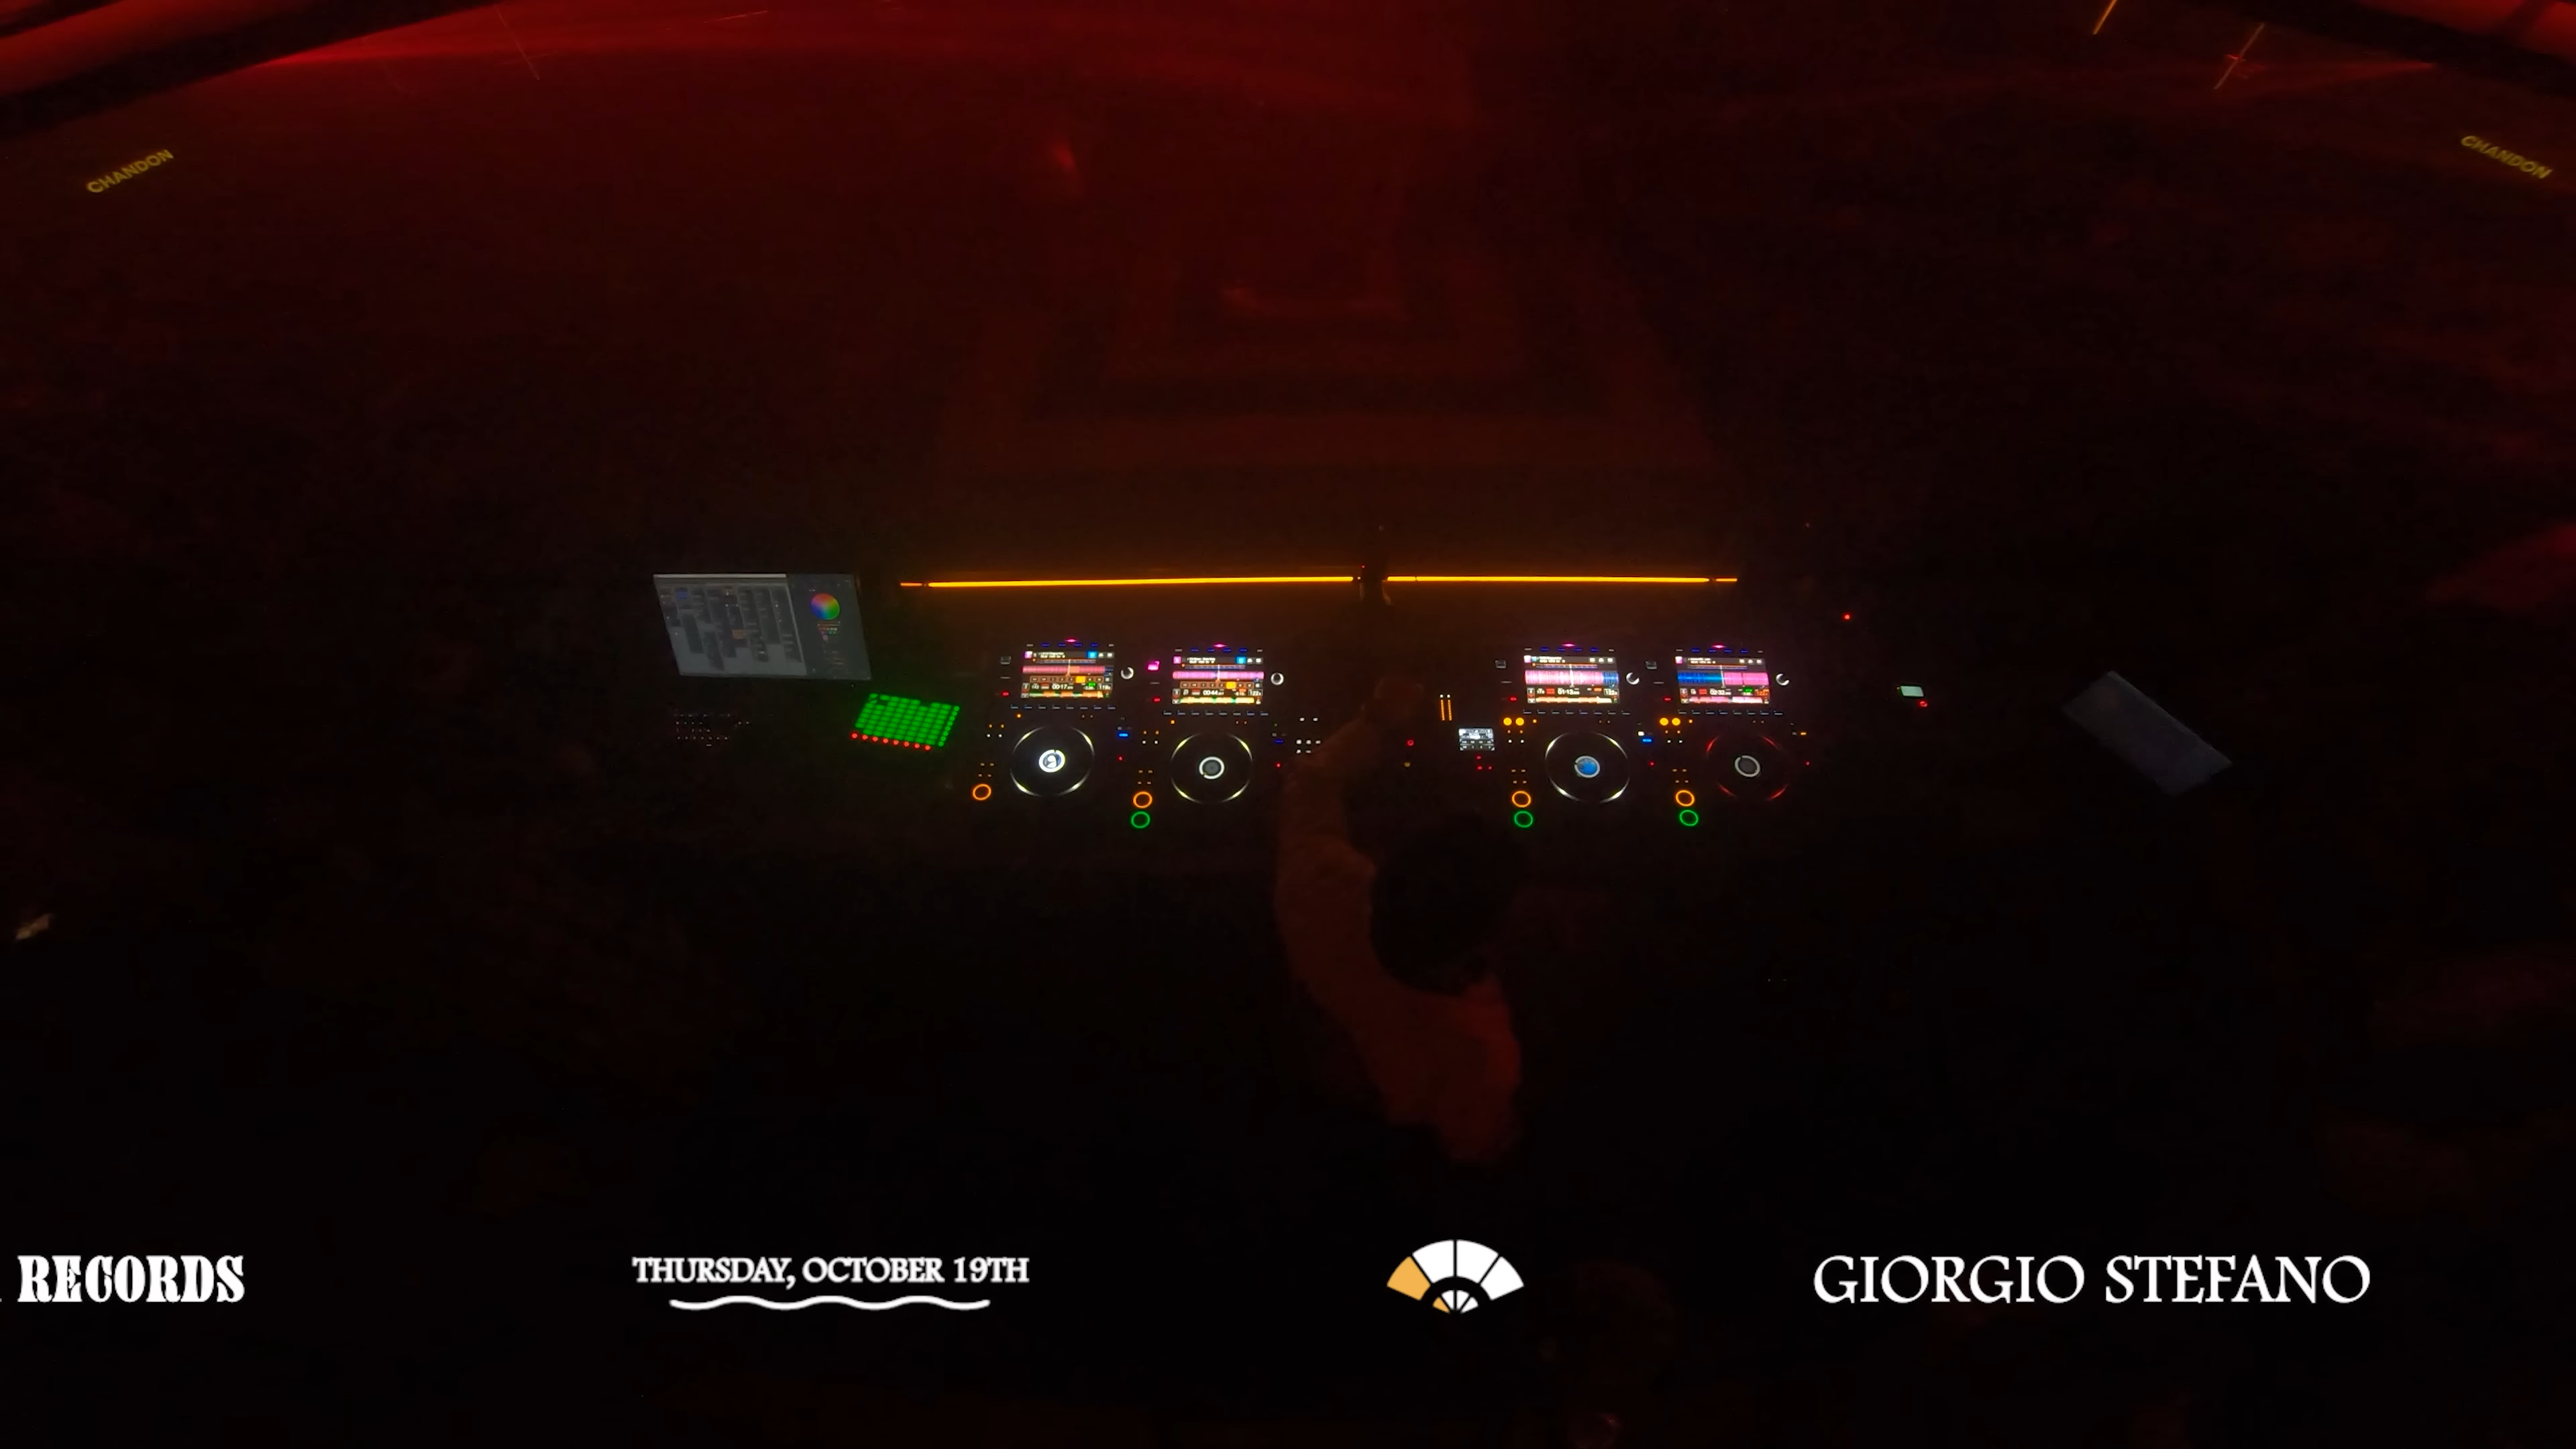 CHANDON
CHANDON
RECORDS
THURSDAY, OCTOBER 19TH
GIORGIO STEFANO